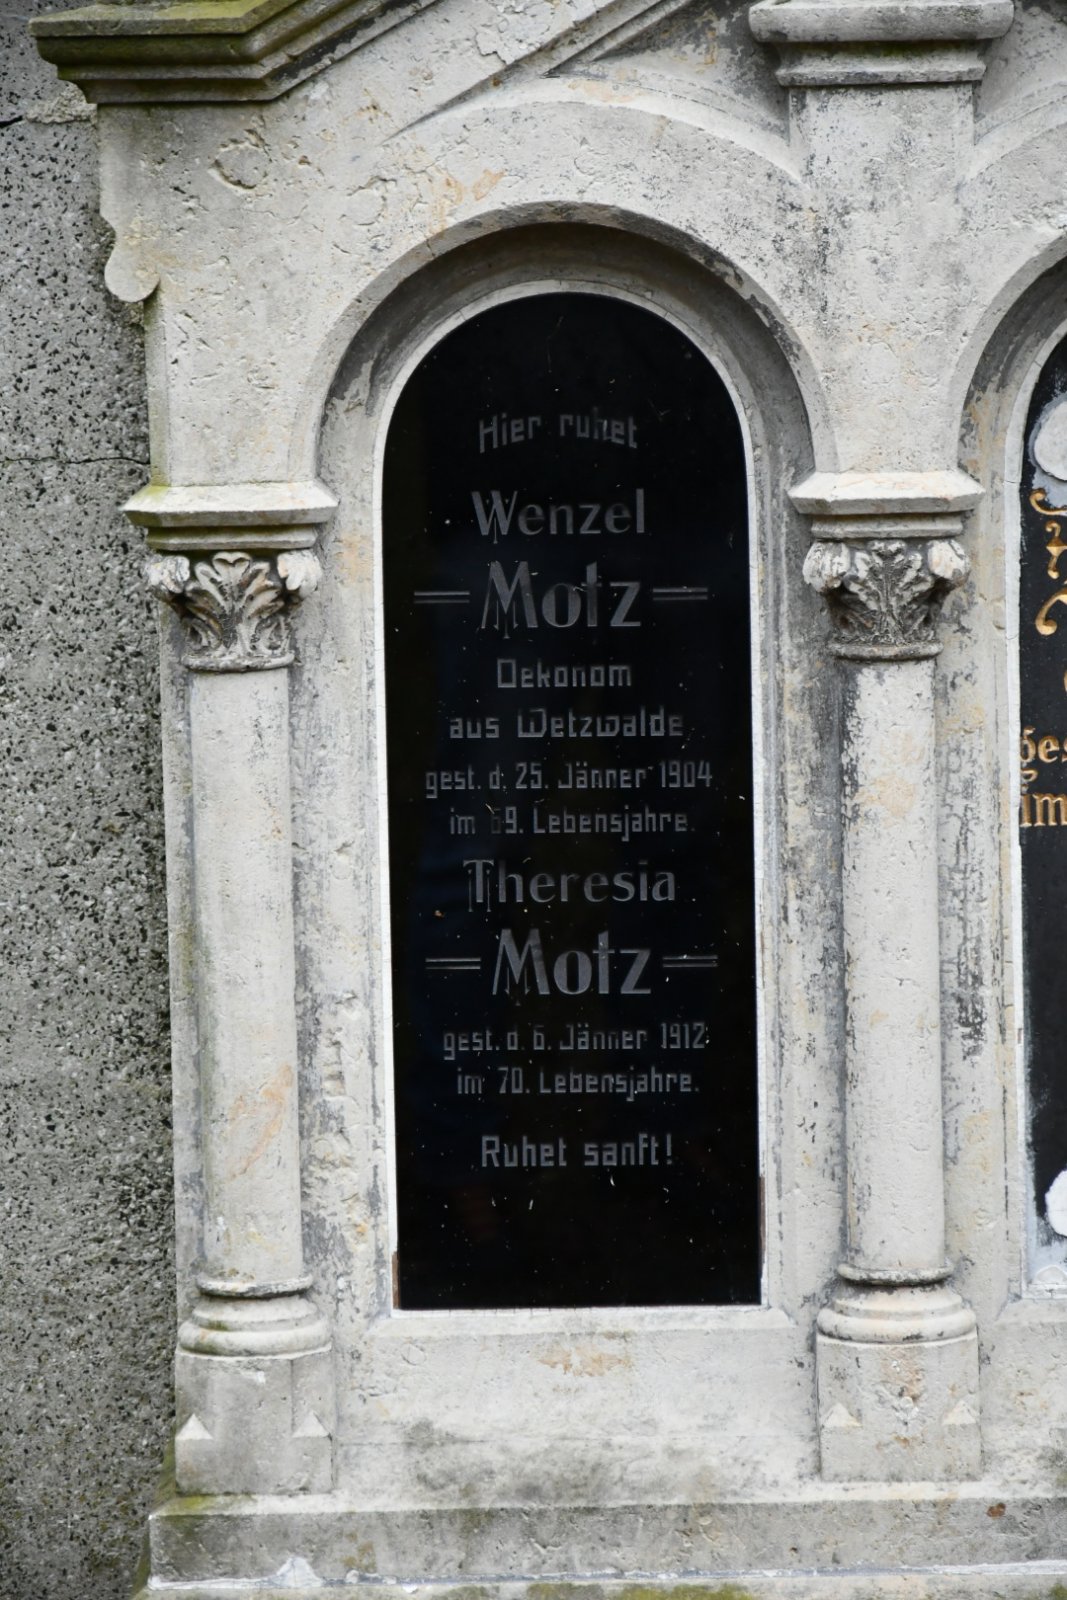 Hier ruhet
Wenzel
Motz
Oekonom
aus Wetzwalde
gest. d. 25. Jänner 1904
im 69. Lebensjahre.
Theresia
Motz
gest. d. 6. Jänner 1912
im 70. Lebensjahre.
Ruhet sanft!